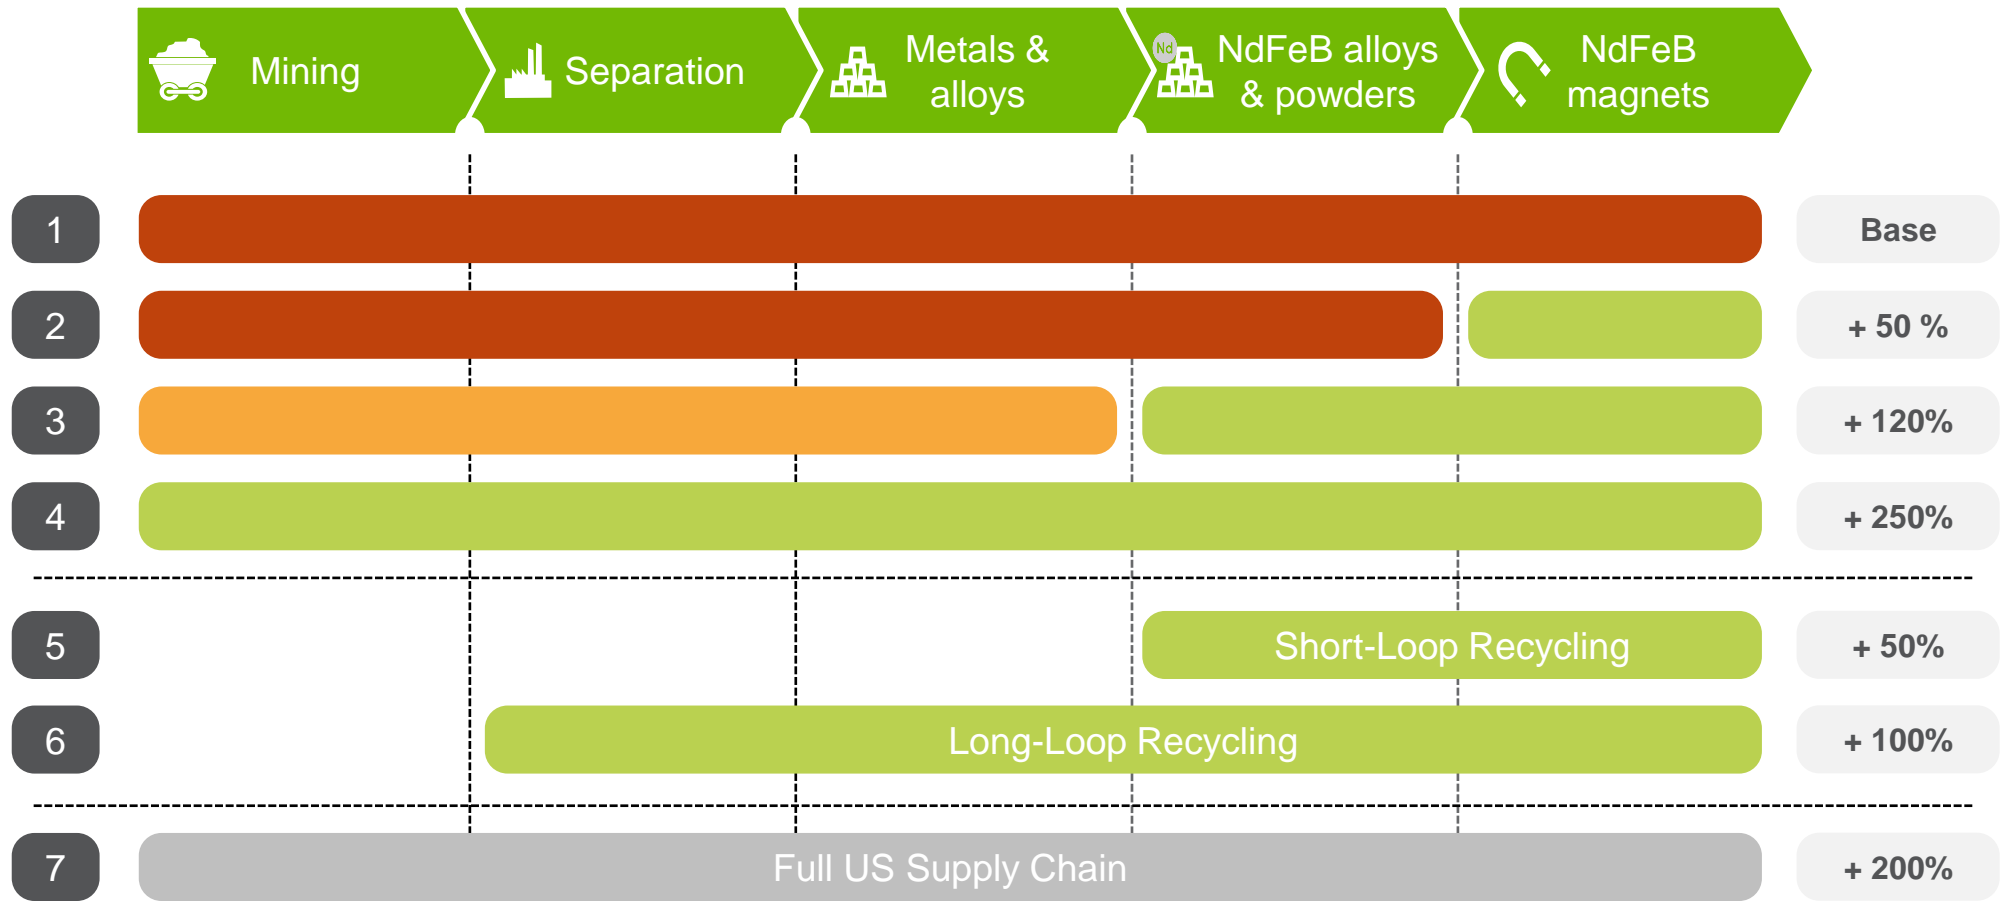 Mining
Separation
Metals &
alloys
Nd
NdFeB alloys
& powders
NdFeB
magnets
1
Base
2
+ 50 %
3
+ 120%
4
+ 250%
5
Short-Loop Recycling
+ 50%
6
Long-Loop Recycling
+ 100%
7
Full US Supply Chain
+ 200%